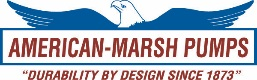 AMERICAN-MARSH PUMPS
"DURABILITY BY DESIGN SINCE 1873"